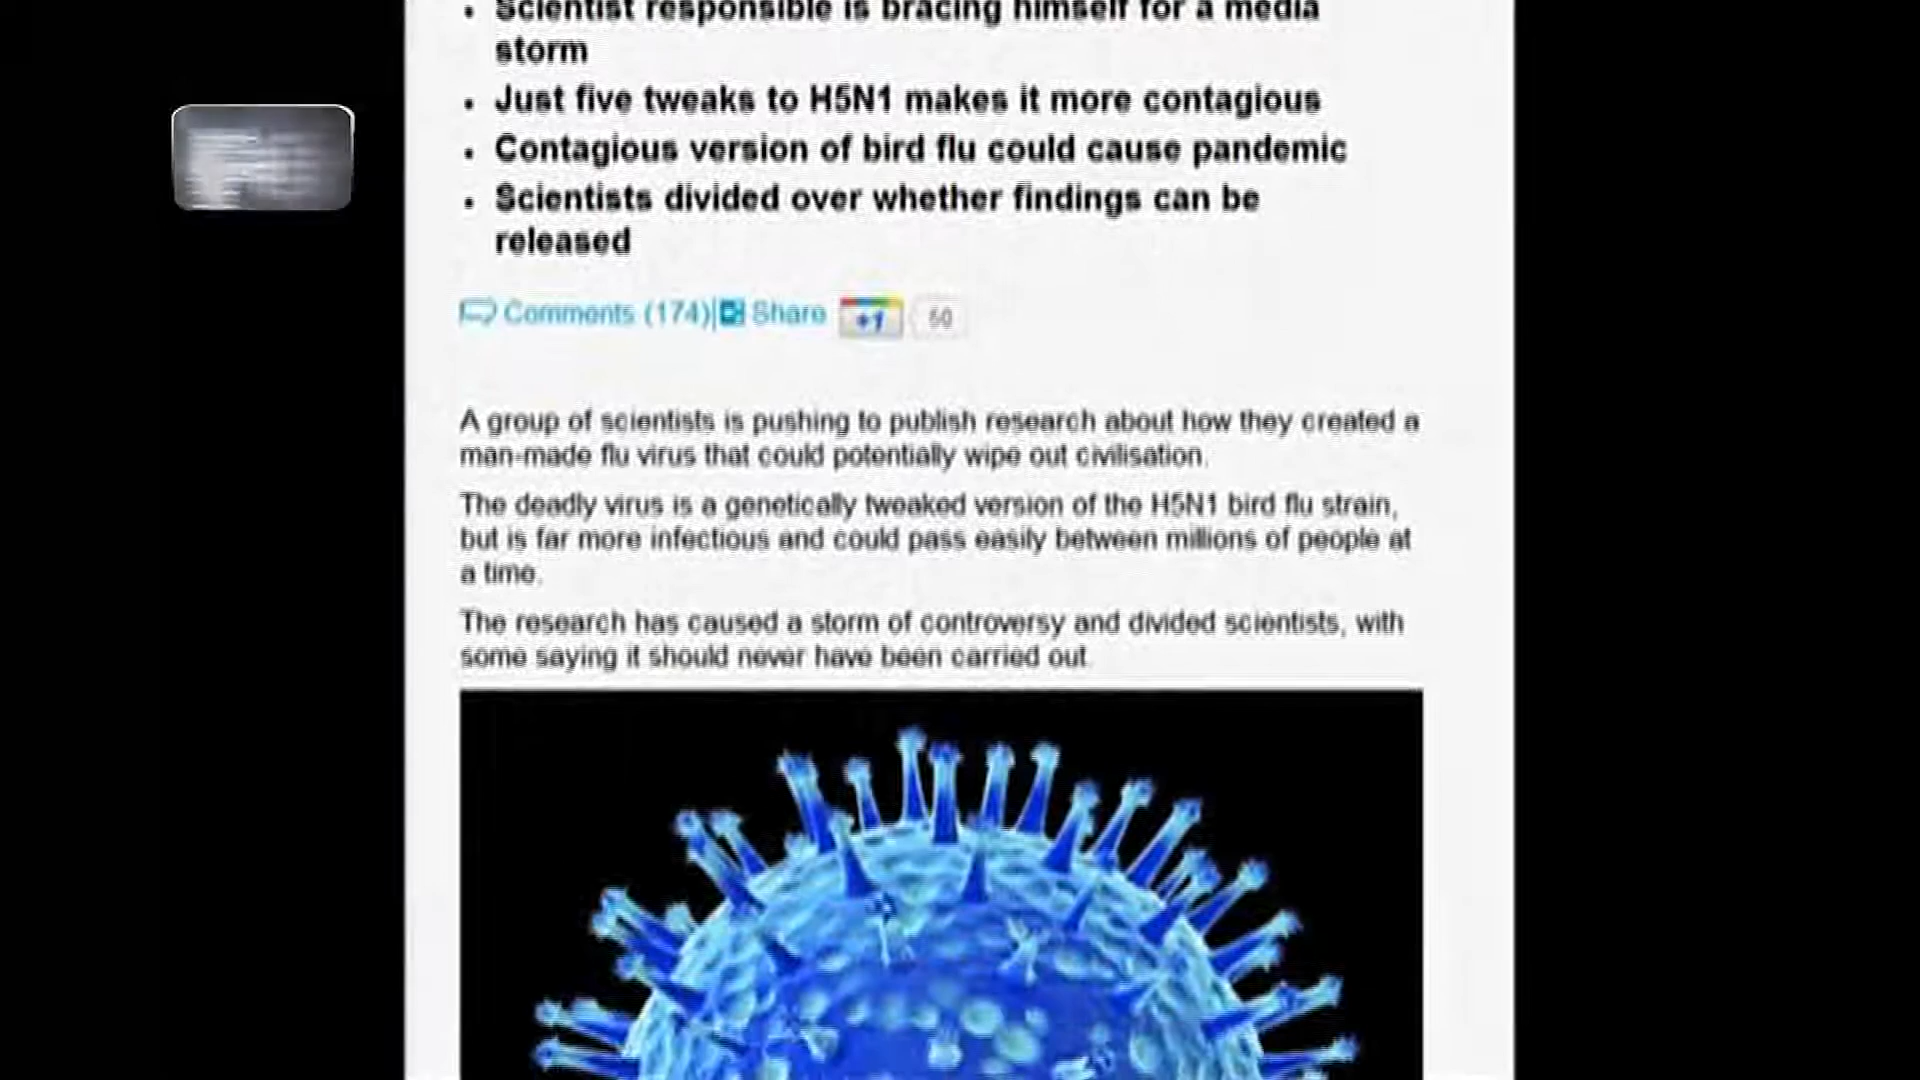 Scientist responsible is bracing himself for a media
storm
Just five tweaks to H5N1 makes it more contagious
Contagious version of bird flu could cause pandemic
Scientists divided over whether findings can be
released
Comments (174)| Share +1 60
A group of scientists is pushing to publish research about how they created a
man-made flu virus that could potentially wipe out civilisation.
The deadly virus is a genetically tweaked version of the H5N1 bird flu strain,
but is far more infectious and could pass easily between millions of people at
a time.
The research has caused a storm of controversy and divided scientists, with
some saying it should never have been carried out.